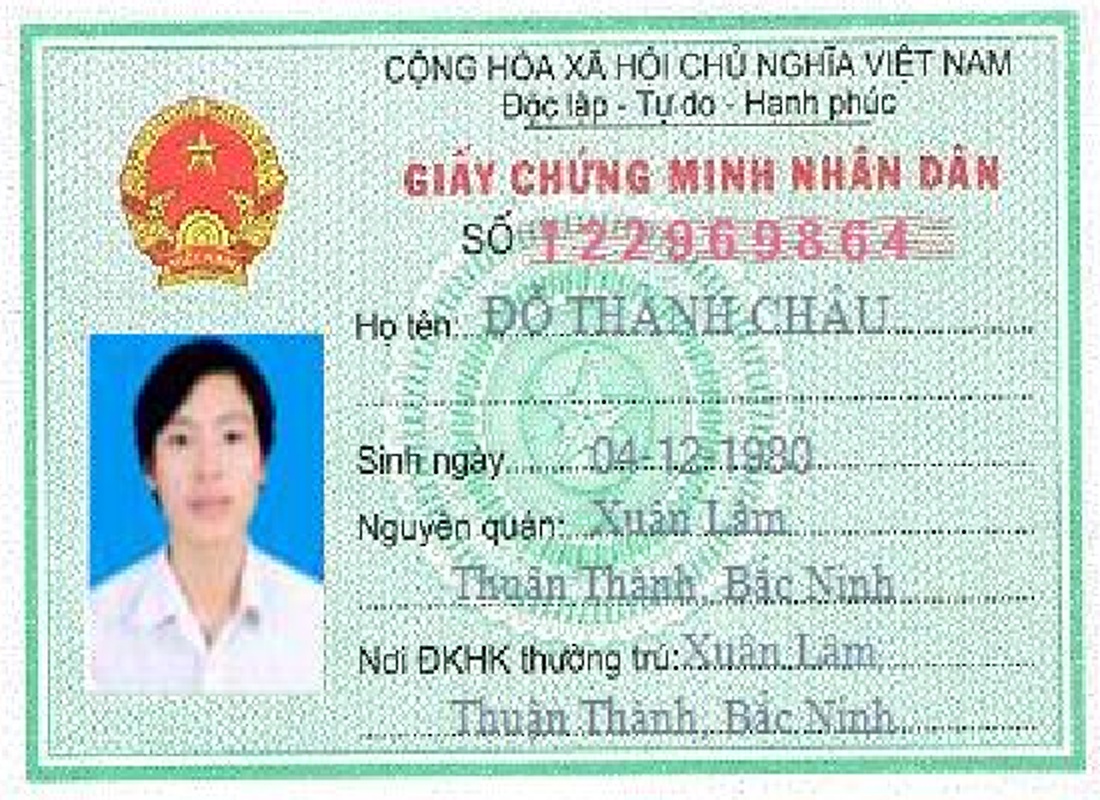 CỘNG HÒA XÃ HỘI CHỦ NGHĨA VIỆT NAM
Độc lập - Tự do - Hạnh phúc
GIẤY CHỨNG MINH NHÂN DÂN
SỐ 122969864
Họ tên: ĐỖ THANH CHÂU
Sinh ngày 04-12-1980
Nguyên quán: Xuân Lâm
Thuận Thành, Bắc Ninh
Nơi ĐKHK thường trú: Xuân Lâm,
Thuận Thành, Bắc Ninh